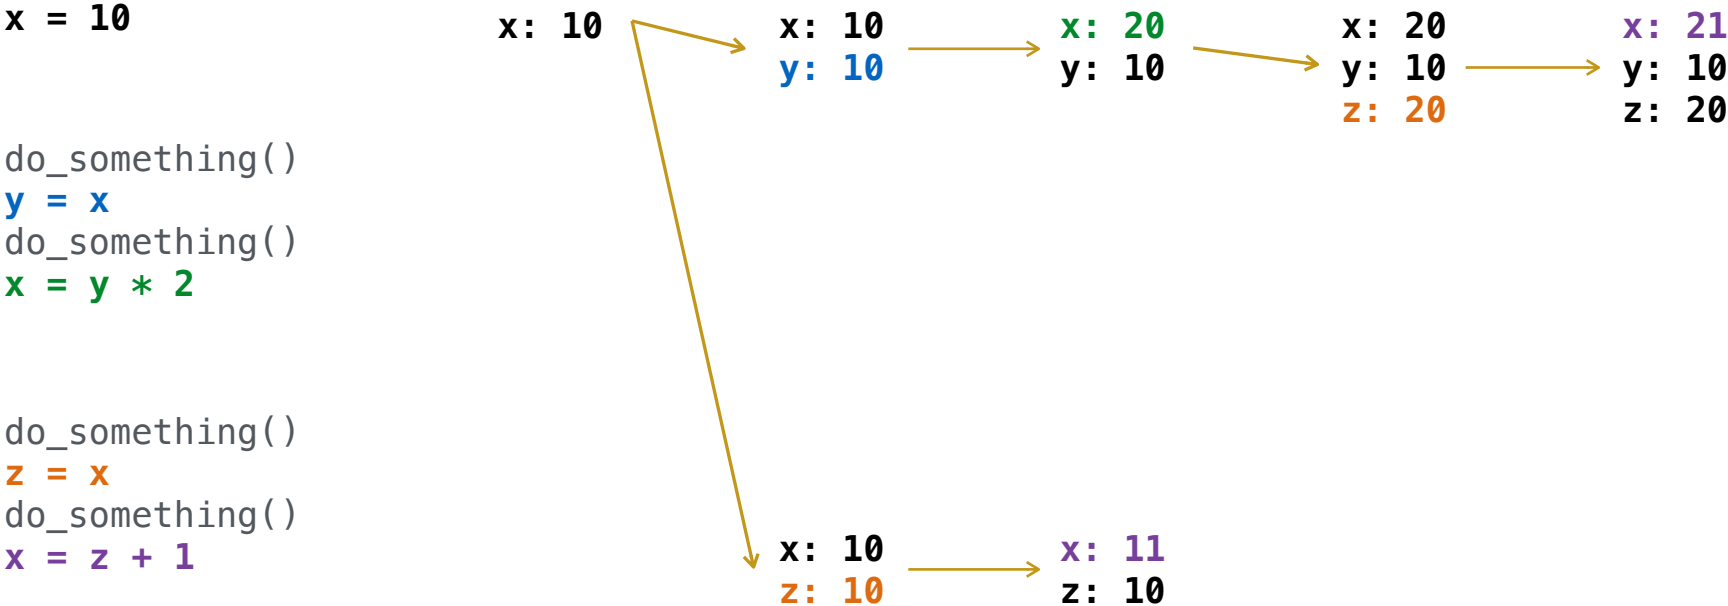 x = 10
do_something()
y = x
do_something()
x = y * 2
do_something()
z = x
do_something()
x = z + 1
x: 10
x: 10
y: 10
x: 20
y: 10
x: 20
y: 10
z: 20
x: 21
y: 10
z: 20
x: 10
z: 10
x: 11
z: 10